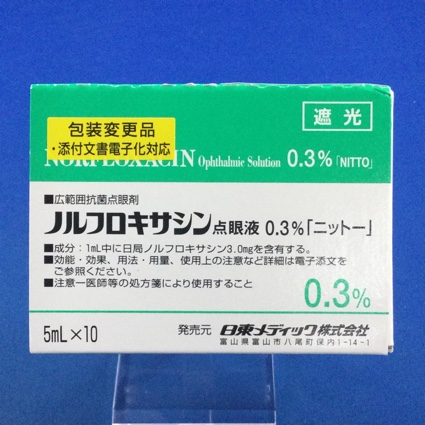 遮光
包装変更品
・添付文書電子化対応
NORFLOXACIN Ophthalmic Solution 0.3%「NITTO」
■広範囲抗菌点眼剤
ノルフロキサシン点眼液 0.3%「ニットー」
■成分：1mL中に日局ノルフロキサシン3.0mgを含有する。
■効能・効果、用法・用量、使用上の注意など詳細は電子添文を
ご参照ください。
■注意ー医師等の処方箋により使用すること
0.3%
5mL×10
発売元 日東メディック株式会社
富山県富山市八尾町保内1-14-1